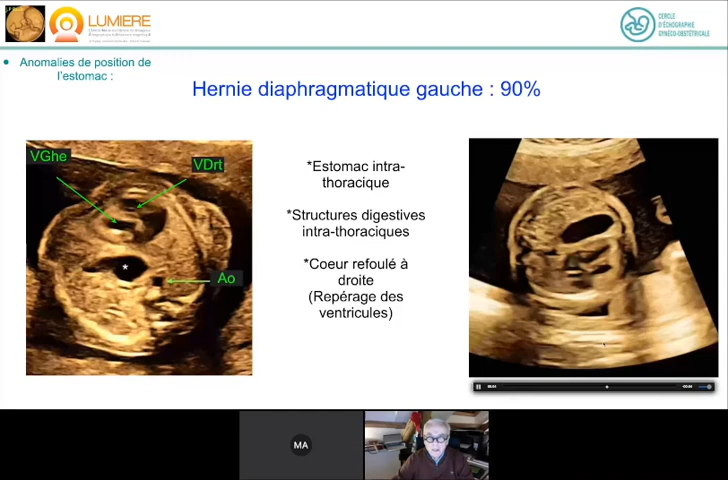 LUMIERE
CERCLE
D'ÉCHOGRAPHIE
GYNÉCO-OBSTÉTRICALE
• Anomalies de position de
l'estomac :
Hernie diaphragmatique gauche : 90%
VGhe
VDrt
*
Ao
*Estomac intra-
thoracique
*Structures digestives
intra-thoraciques
*Coeur refoulé à
droite
(Repérage des
ventricules)
MA